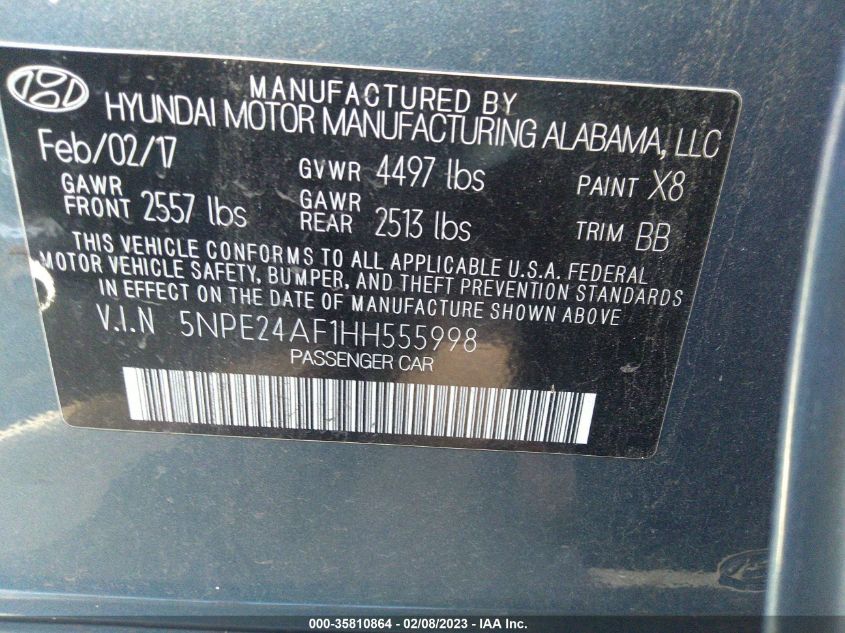 MANUFACTURED BY
HYUNDAI MOTOR MANUFACTURING ALABAMA, LLC
Feb/02/17 GVWR 4497 lbs PAINT X8
GAWR FRONT 2557 lbs GAWR REAR 2513 lbs TRIM BB
THIS VEHICLE CONFORMS TO ALL APPLICABLE U.S.A. FEDERAL
MOTOR VEHICLE SAFETY, BUMPER, AND THEFT PREVENTION STANDARDS
IN EFFECT ON THE DATE OF MANUFACTURE SHOWN ABOVE
V.I.N 5NPE24AF1HH555998
PASSENGER CAR
000-35810864 - 02/08/2023 - IAA Inc.